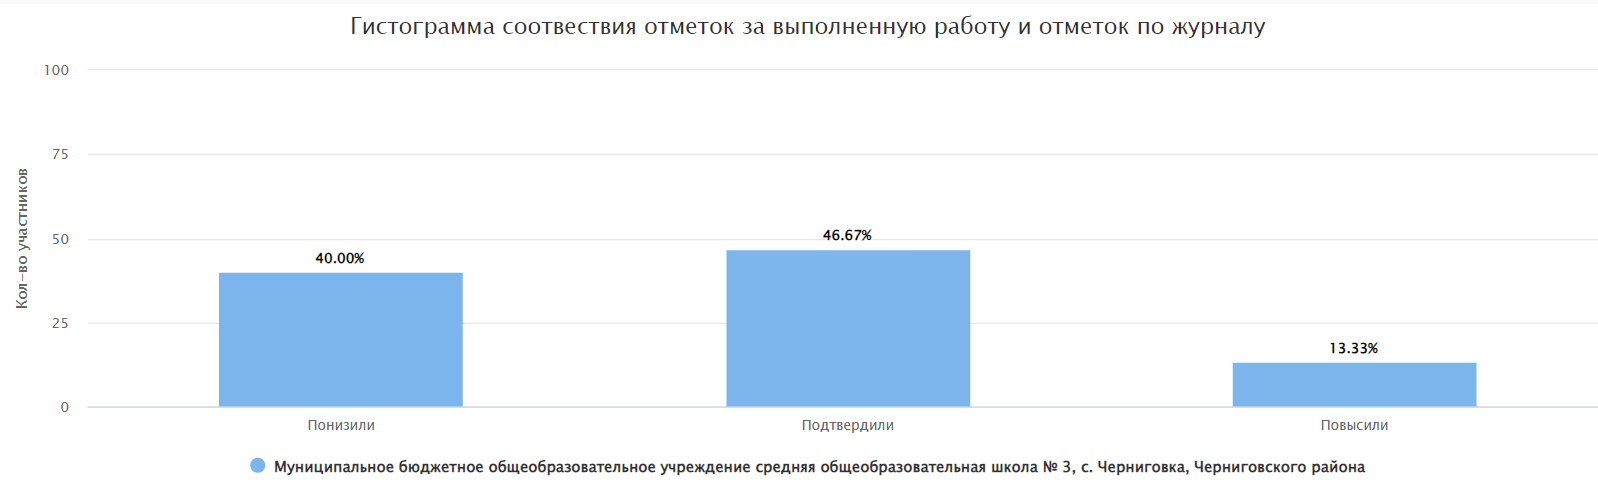 Гистограмма соотвествия отметок за выполненную работу и отметок по журналу
100
75
50
25
0
Кол-во участников
40.00%
46.67%
13.33%
Понизили
Подтвердили
Повысили
Муниципальное бюджетное общеобразовательное учреждение средняя общеобразовательная школа № 3, с. Черниговка, Черниговского района